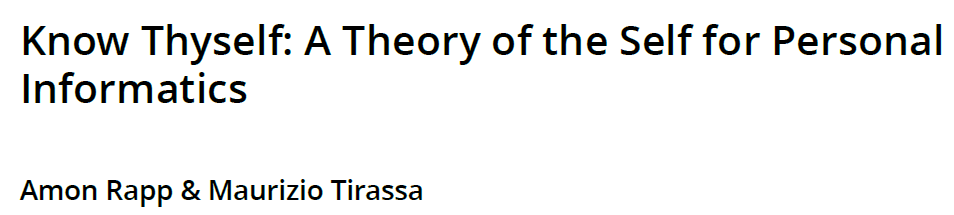 Know Thyself: A Theory of the Self for Personal
Informatics
Amon Rapp & Maurizio Tirassa